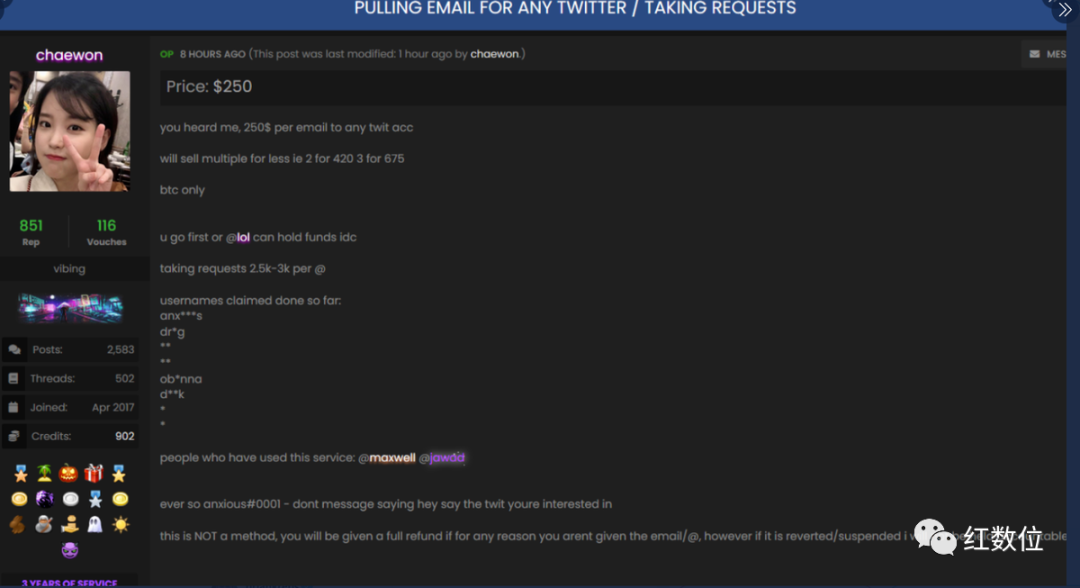 PULLING EMAIL FOR ANY TWITTER / TAKING REQUESTS
chaewon
OP 8 HOURS AGO (This post was last modified: 1 hour ago by chaewon.)
MES
Price: $250
you heard me, 250$ per email to any twit acc
will sell multiple for less ie 2 for 420 3 for 675
btc only
851
Rep
116
Vouches
u go first or @lol can hold funds idc
vibing
taking requests 2.5k-3k per @
usernames claimed done so far:
anx***s
dr*g
**
**
ob*nna
d**k
*
*
Posts: 2,583
Threads: 502
Joined: Apr 2017
Credits: 902
people who have used this service: @maxwell @jawad
ever so anxious#0001 - dont message saying hey say the twit youre interested in
this is NOT a method, you will be given a full refund if for any reason you arent given the email/@, however if it is reverted/suspended i
红数位
3 YEARS OF SERVICE